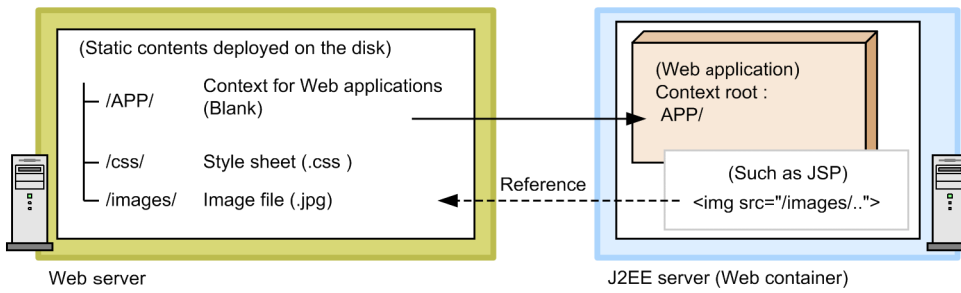 (Static contents deployed on the disk)
/APP/ Context for Web applications
(Blank)
/css/ Style sheet (.css )
/images/ Image file (.jpg)
Web server
Reference
(Web application)
Context root :
APP/
(Such as JSP)
<img src="/images/..">
J2EE server (Web container)